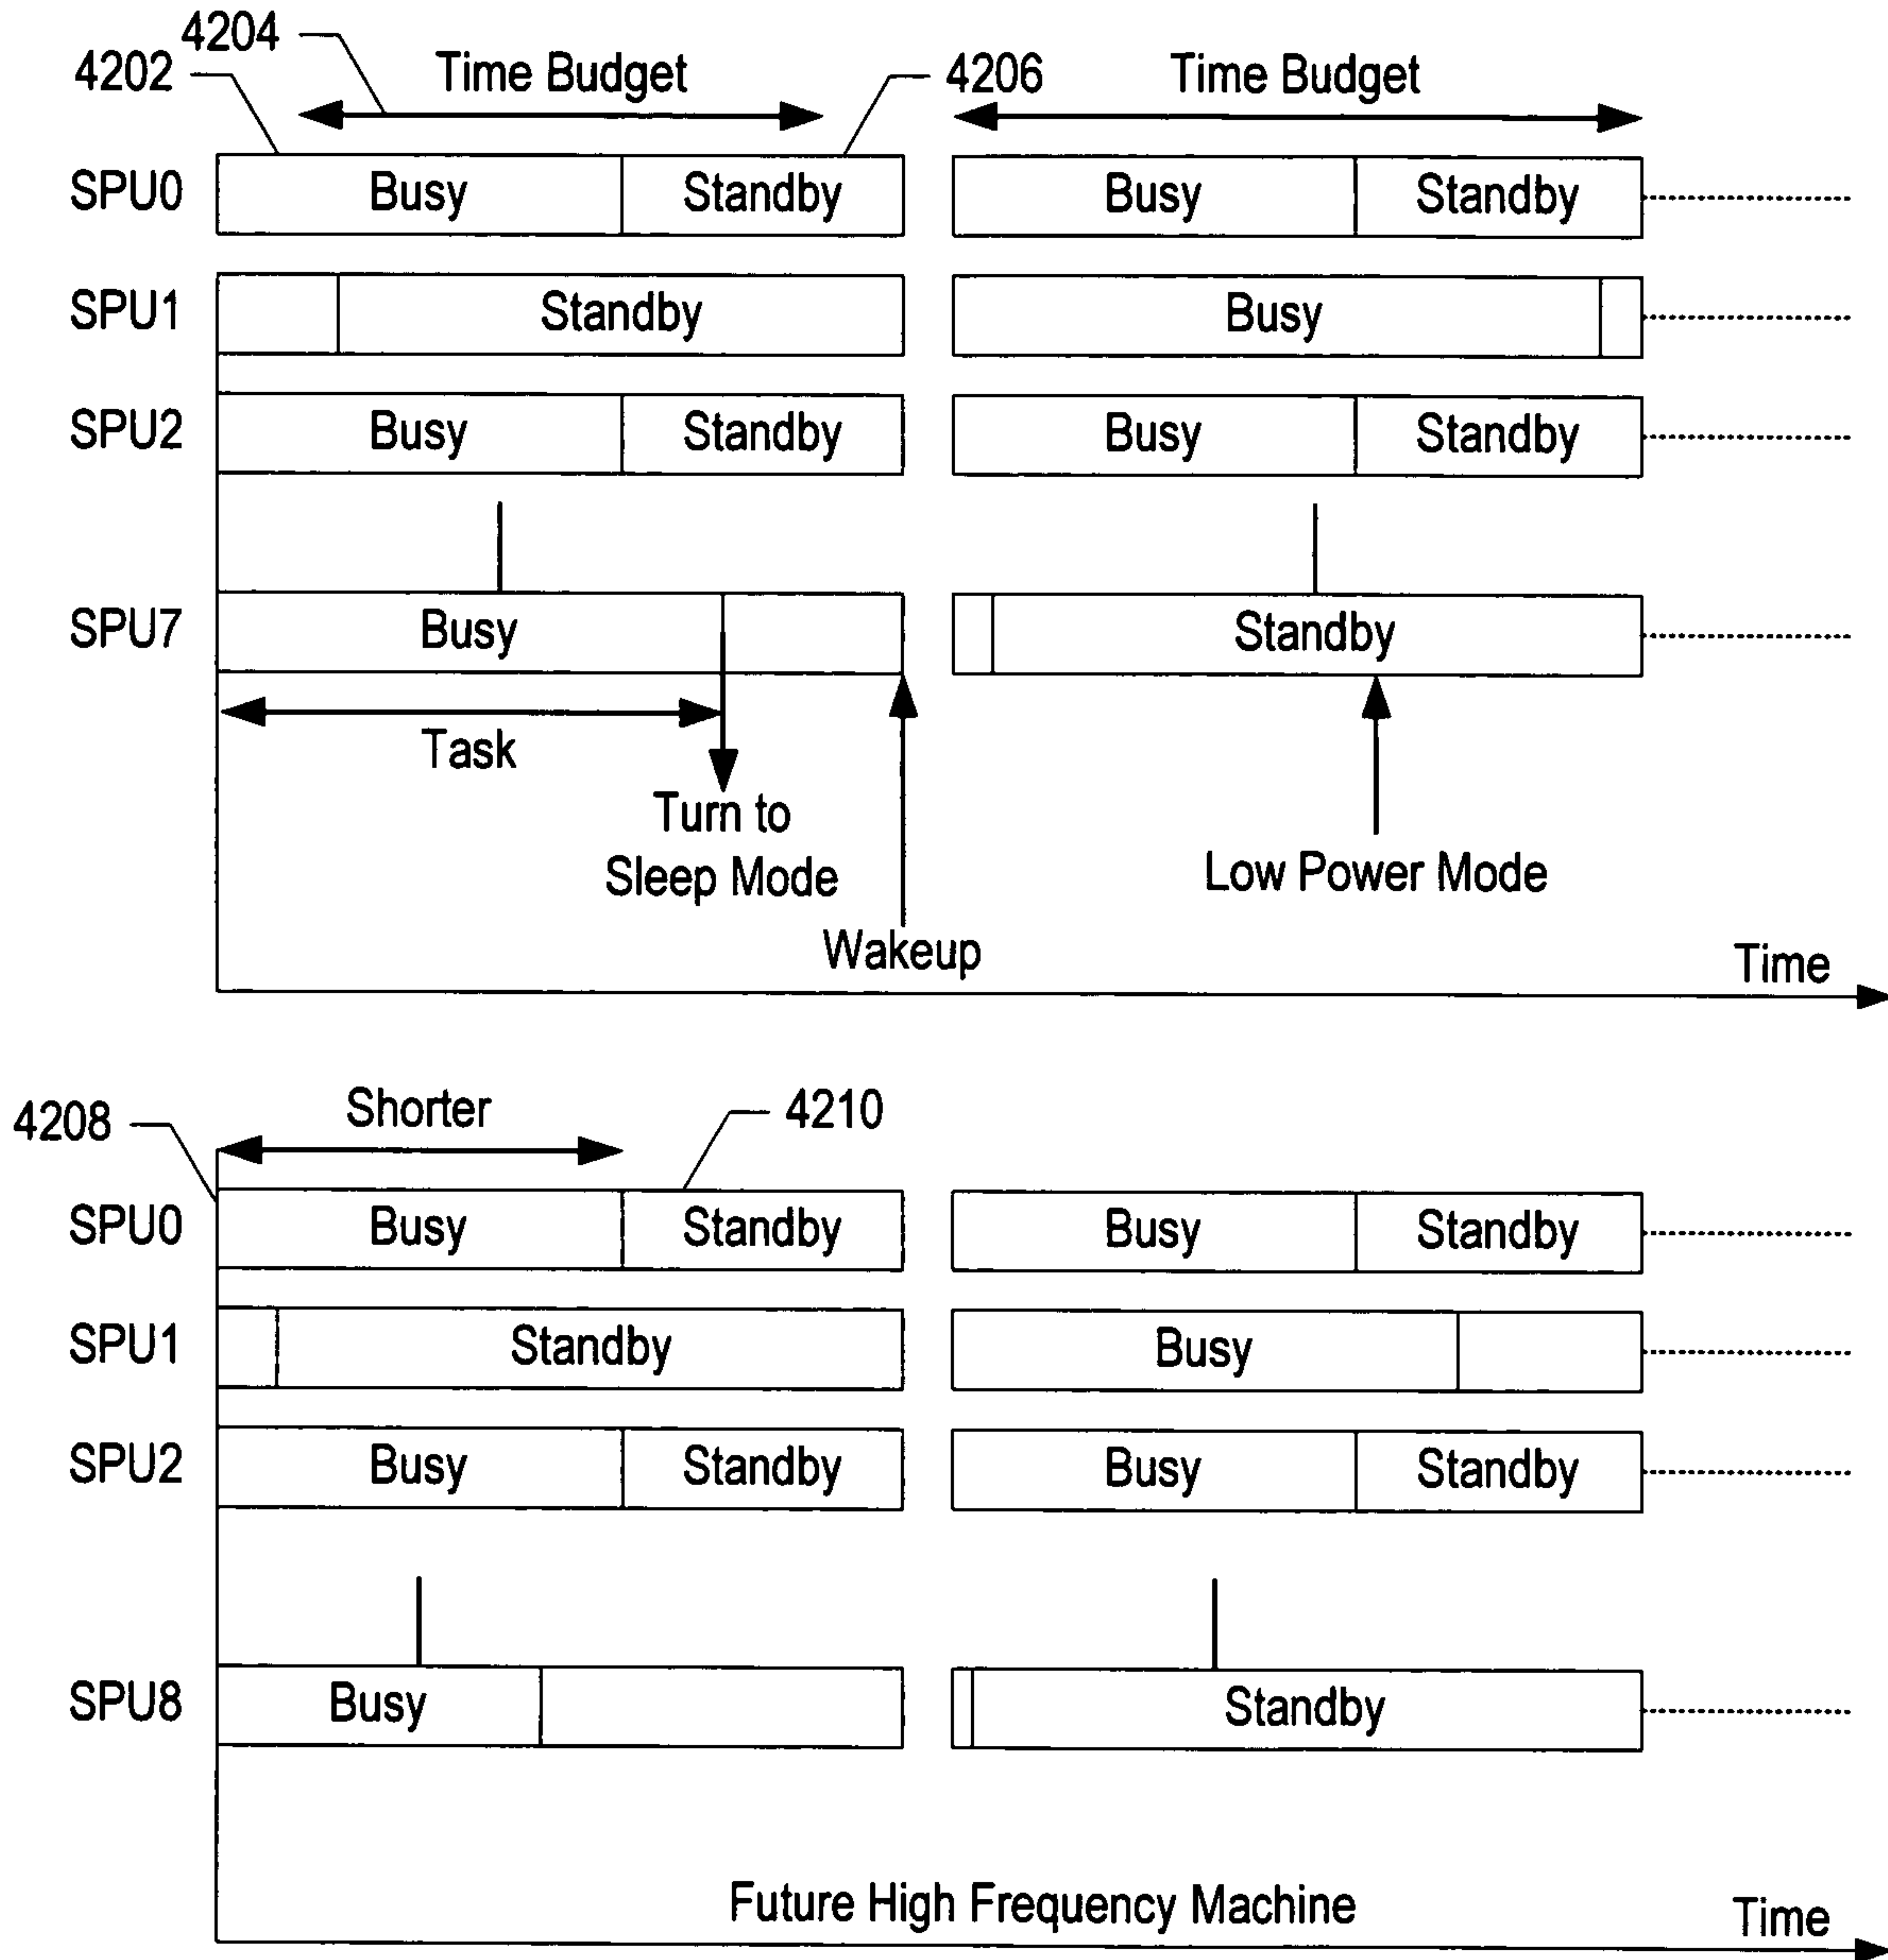 4204
4202
Time Budget
4206
Time Budget
SPU0
Busy
Standby
Busy
Standby
SPU1
Standby
Busy
SPU2
Busy
Standby
Busy
Standby
SPU7
Busy
Standby
Task
Turn to
Sleep Mode
Low Power Mode
Wakeup
Time
4208
Shorter
4210
SPU0
Busy
Standby
Busy
Standby
SPU1
Standby
Busy
SPU2
Busy
Standby
Busy
Standby
SPU8
Busy
Standby
Future High Frequency Machine
Time